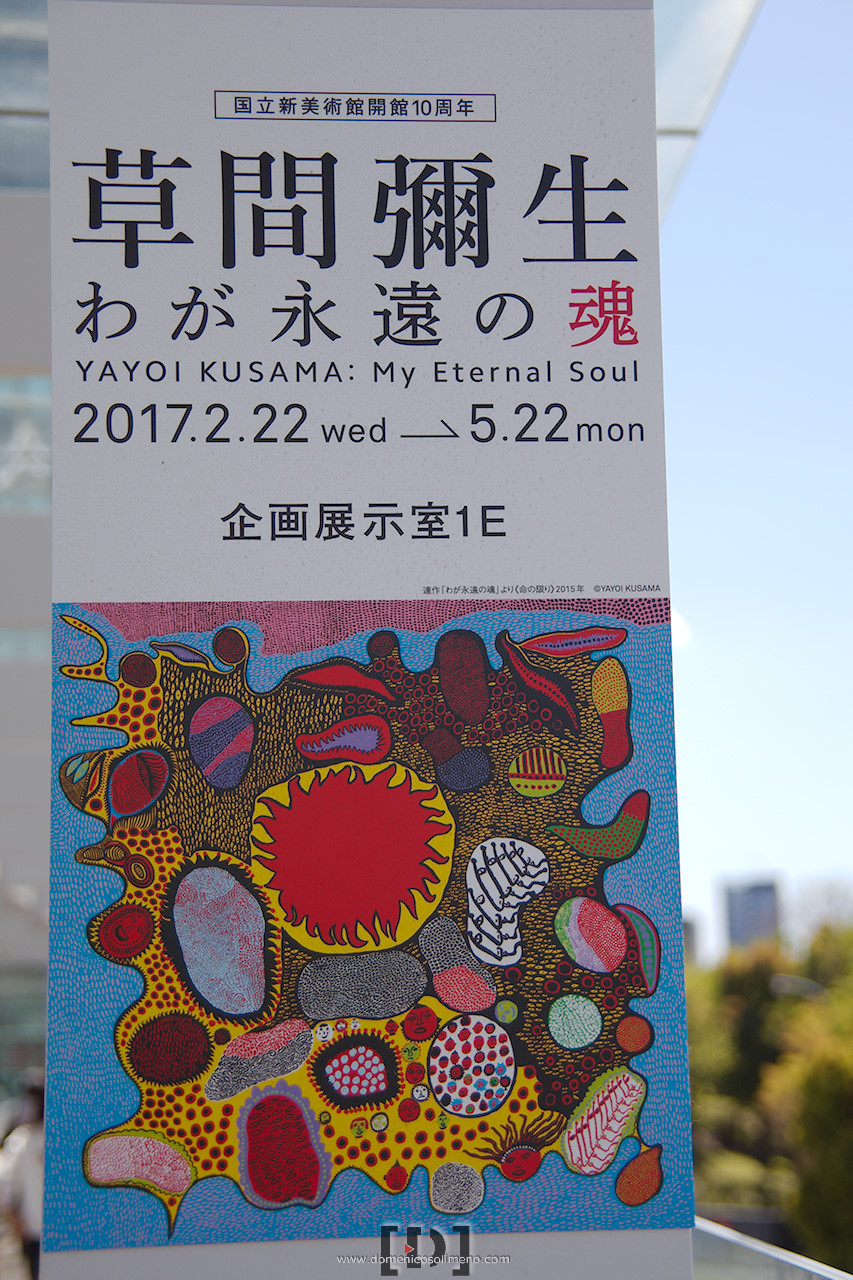 国立新美術館開館10周年
草間彌生
わが永遠の魂
YAYOI KUSAMA: My Eternal Soul
2017.2.22 wed → 5.22 mon
企画展示室1E
連作「わが永遠の魂」より《命の限り》2015年 ©YAYOI KUSAMA
[D]
www.domenicosolimeno.com